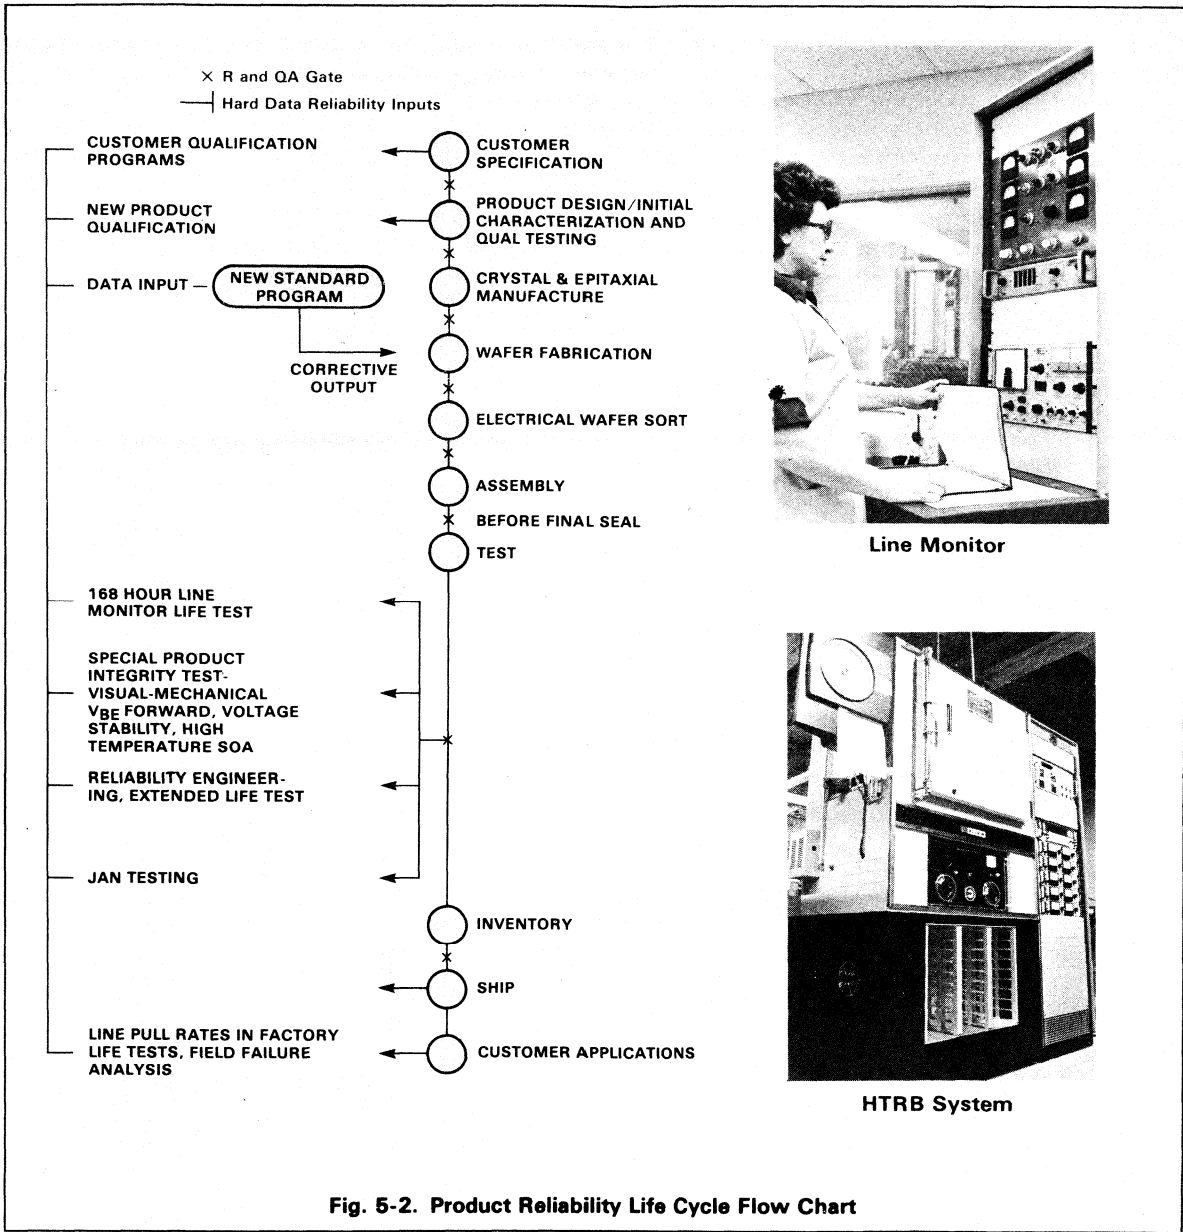 × R and QA Gate
Hard Data Reliability Inputs
CUSTOMER QUALIFICATION
PROGRAMS
CUSTOMER
SPECIFICATION
NEW PRODUCT
QUALIFICATION
PRODUCT DESIGN/INITIAL
CHARACTERIZATION AND
QUAL TESTING
DATA INPUT
NEW STANDARD
PROGRAM
CRYSTAL & EPITAXIAL
MANUFACTURE
CORRECTIVE
OUTPUT
WAFER FABRICATION
ELECTRICAL WAFER SORT
ASSEMBLY
BEFORE FINAL SEAL
TEST
168 HOUR LINE
MONITOR LIFE TEST
SPECIAL PRODUCT
INTEGRITY TEST-
VISUAL-MECHANICAL
VBE FORWARD, VOLTAGE
STABILITY, HIGH
TEMPERATURE SOA
RELIABILITY ENGINEER-
ING, EXTENDED LIFE TEST
JAN TESTING
INVENTORY
SHIP
LINE PULL RATES IN FACTORY
LIFE TESTS, FIELD FAILURE
ANALYSIS
CUSTOMER APPLICATIONS
Line Monitor
HTRB System
Fig. 5-2. Product Reliability Life Cycle Flow Chart